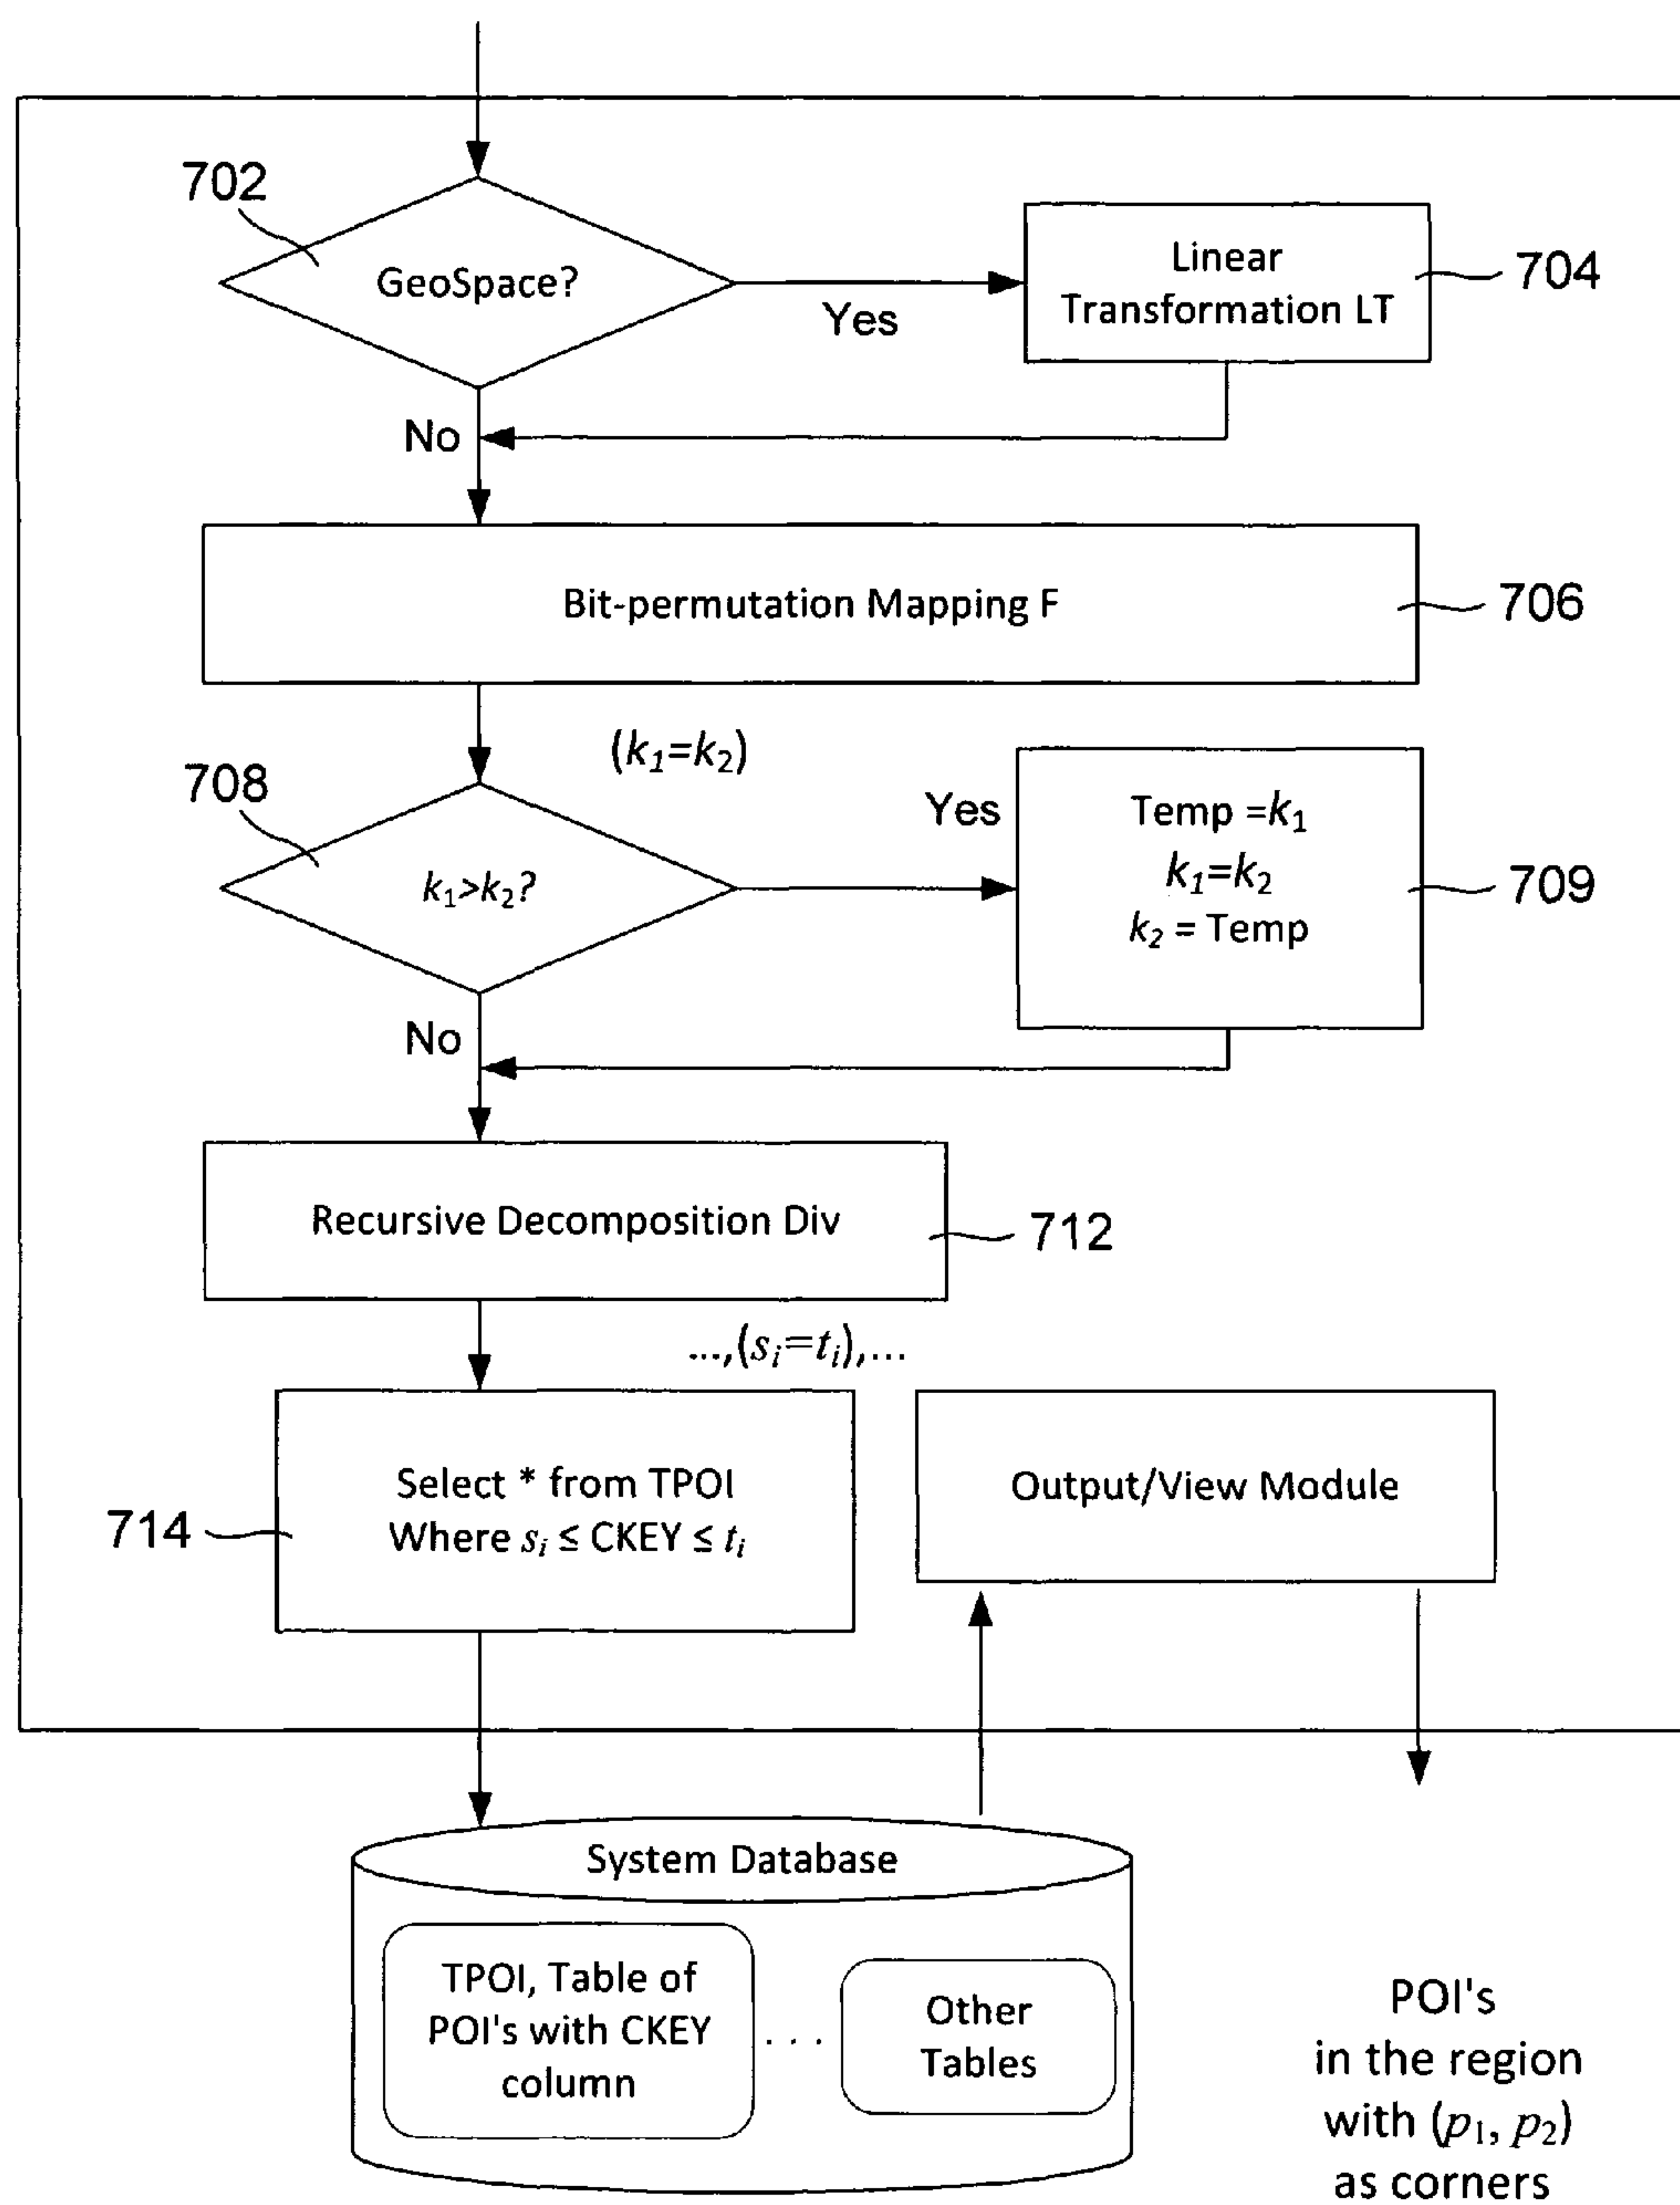 702
GeoSpace?
Linear
Transformation LT
704
Yes
No
Bit-permutation Mapping F
706
(k₁=k₂)
708
k₁>k₂?
Yes
Temp =k₁
k₁=k₂
k₂ = Temp
709
No
Recursive Decomposition Div
712
...,(sᵢ=tᵢ),...
714
Select * from TPOI
Where sᵢ ≤ CKEY ≤ tᵢ
Output/View Module
System Database
TPOI, Table of
POI's with CKEY
column
. . .
Other
Tables
POI's
in the region
with (p₁, p₂)
as corners